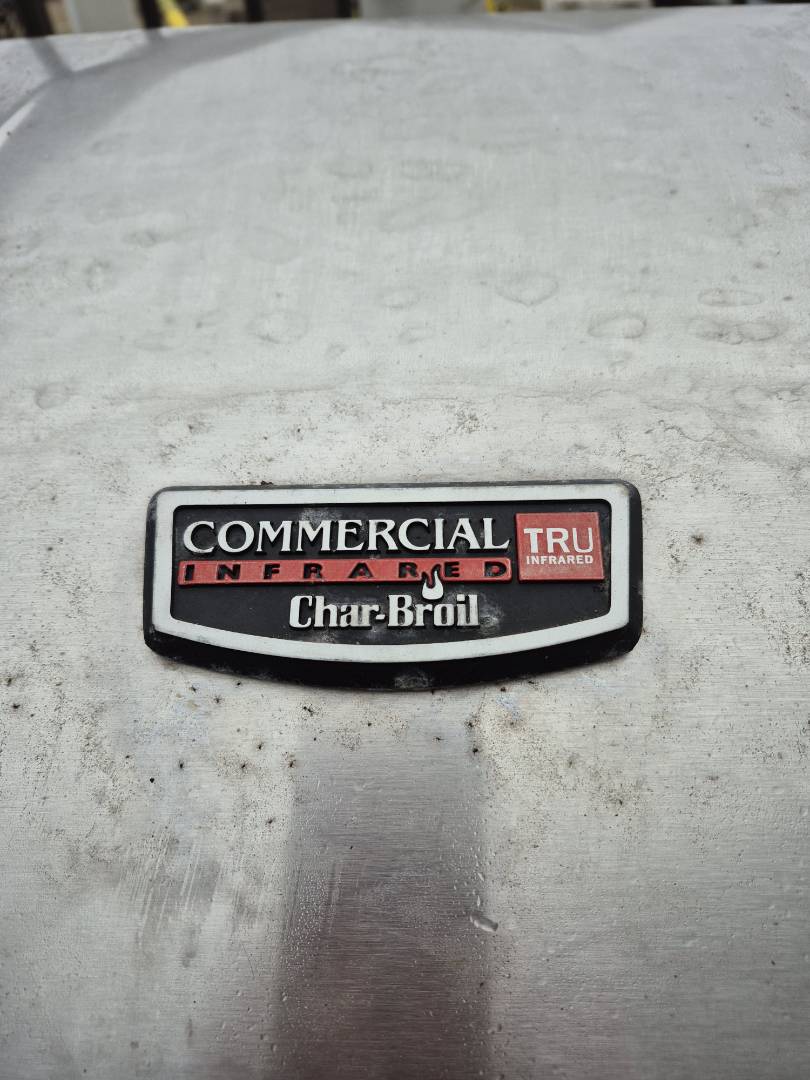 COMMERCIAL
INFRARED
Char-Broil
TRU
INFRARED